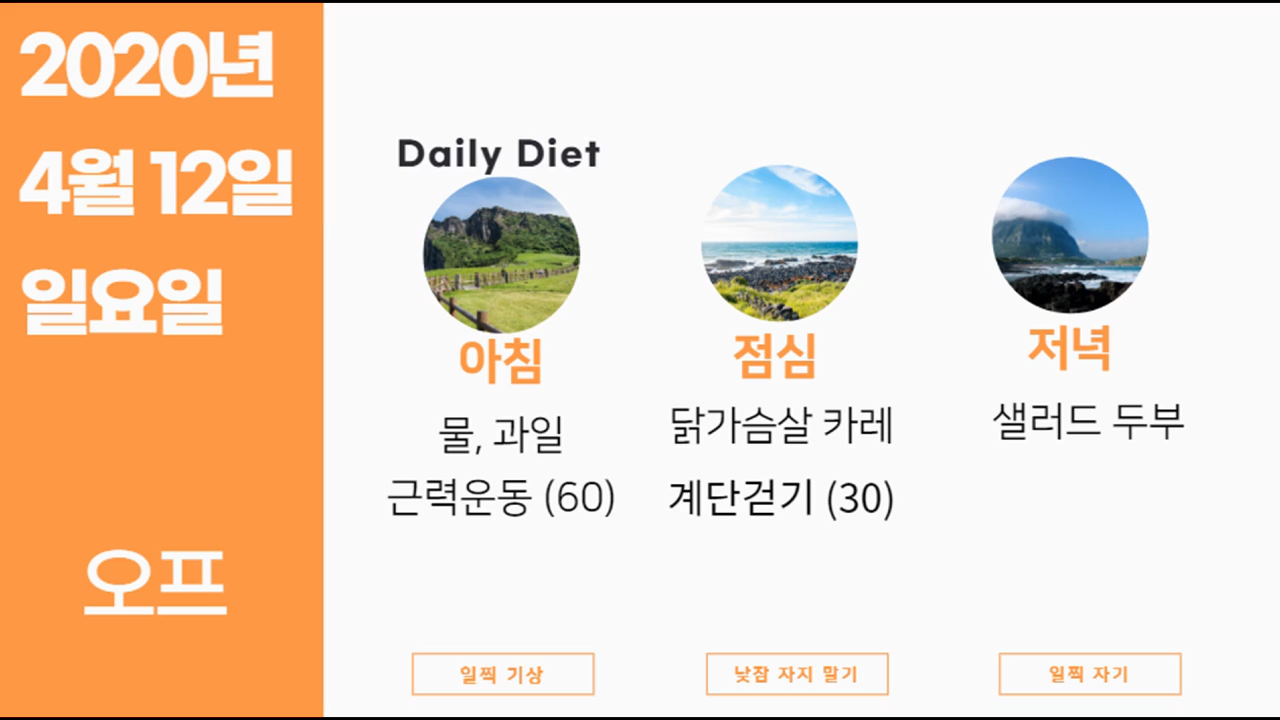 2020년
4월 12일
일요일
오프
Daily Diet
아침
물, 과일
근력운동 (60)
점심
닭가슴살 카레
계단걷기 (30)
저녁
샐러드 두부
일찍 기상
낮잠 자지 말기
일찍 자기